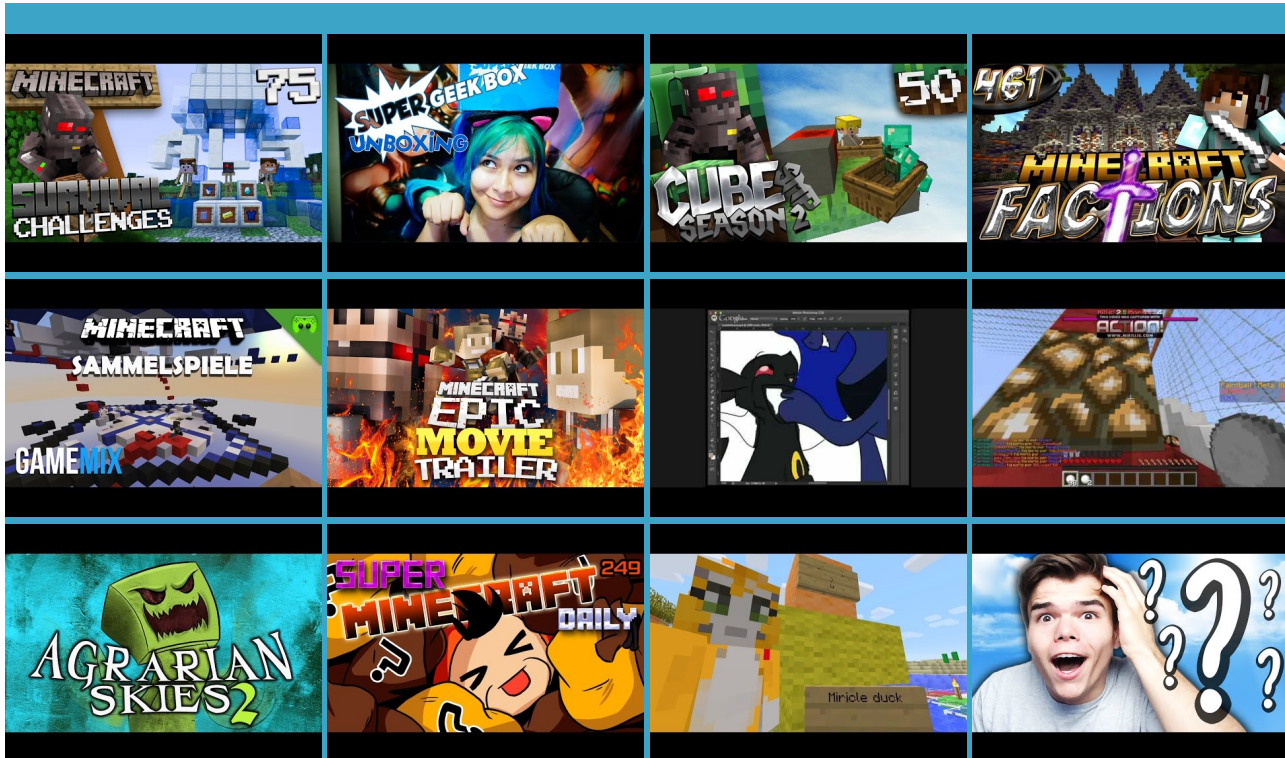 MINECRAFT
75
SURVIVAL
CHALLENGES
SUPER
GEEK BOX
UNBOXING
50
CUBE
SMP
SEASON 2
461
MINECRAFT
FACTIONS
MINECRAFT
SAMMELSPIELE
GAMEMIX
MINECRAFT
EPIC
MOVIE
TRAILER
ACTION!
AGRARIAN
SKIES 2
SUPER
249
MINECRAFT
DAILY
Miricle duck
? ? ? ? ?